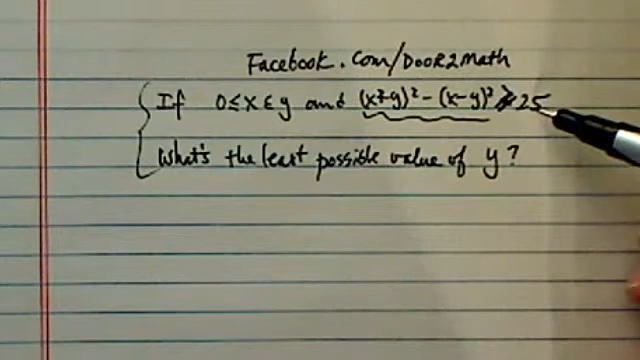 Facebook.Com/DooR2Math
If 0≤x≤y and (x+y)² - (x-y)² ≥ 25
What's the least possible value of y?